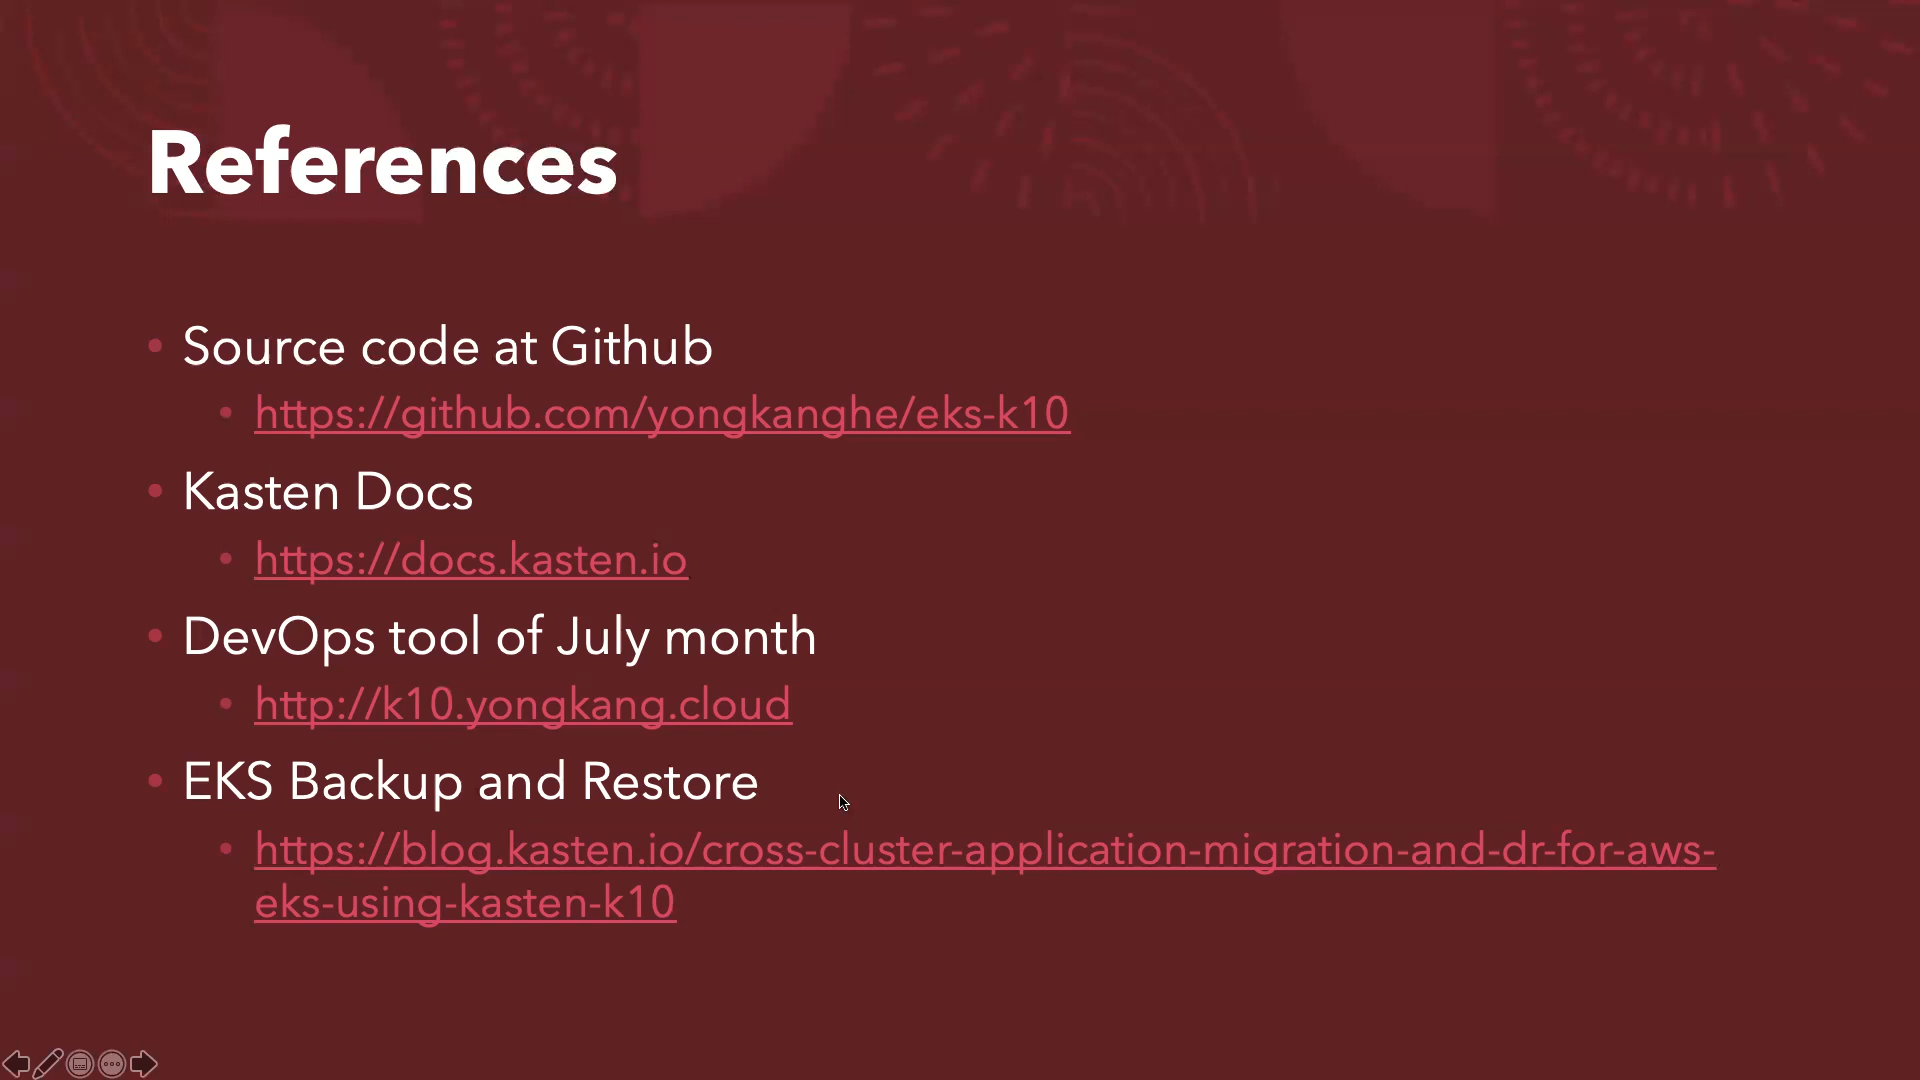 References
Source code at Github
https://github.com/yongkanghe/eks-k10
Kasten Docs
https://docs.kasten.io
DevOps tool of July month
http://k10.yongkang.cloud
EKS Backup and Restore
https://blog.kasten.io/cross-cluster-application-migration-and-dr-for-aws-
eks-using-kasten-k10